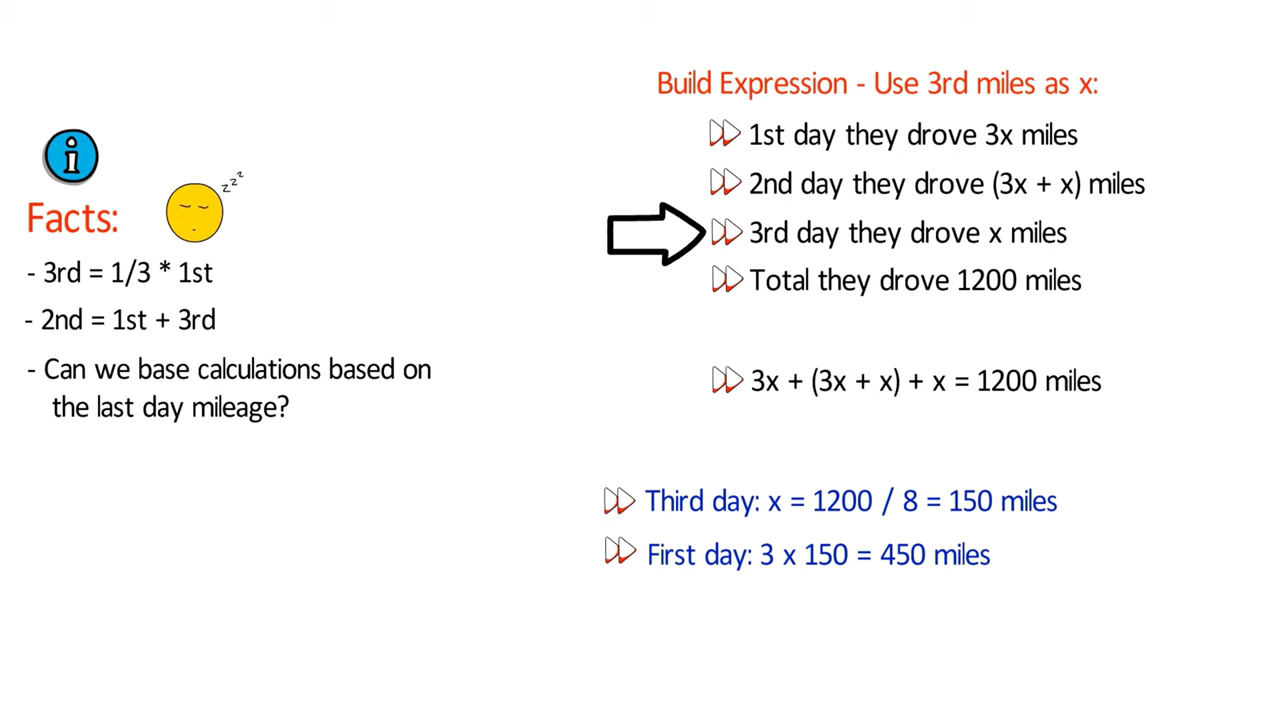 Facts:
zzz
- 3rd = 1/3 * 1st
- 2nd = 1st + 3rd
- Can we base calculations based on
the last day mileage?
Build Expression - Use 3rd miles as x:
1st day they drove 3x miles
2nd day they drove (3x + x) miles
3rd day they drove x miles
Total they drove 1200 miles
3x + (3x + x) + x = 1200 miles
Third day: x = 1200 / 8 = 150 miles
First day: 3 x 150 = 450 miles